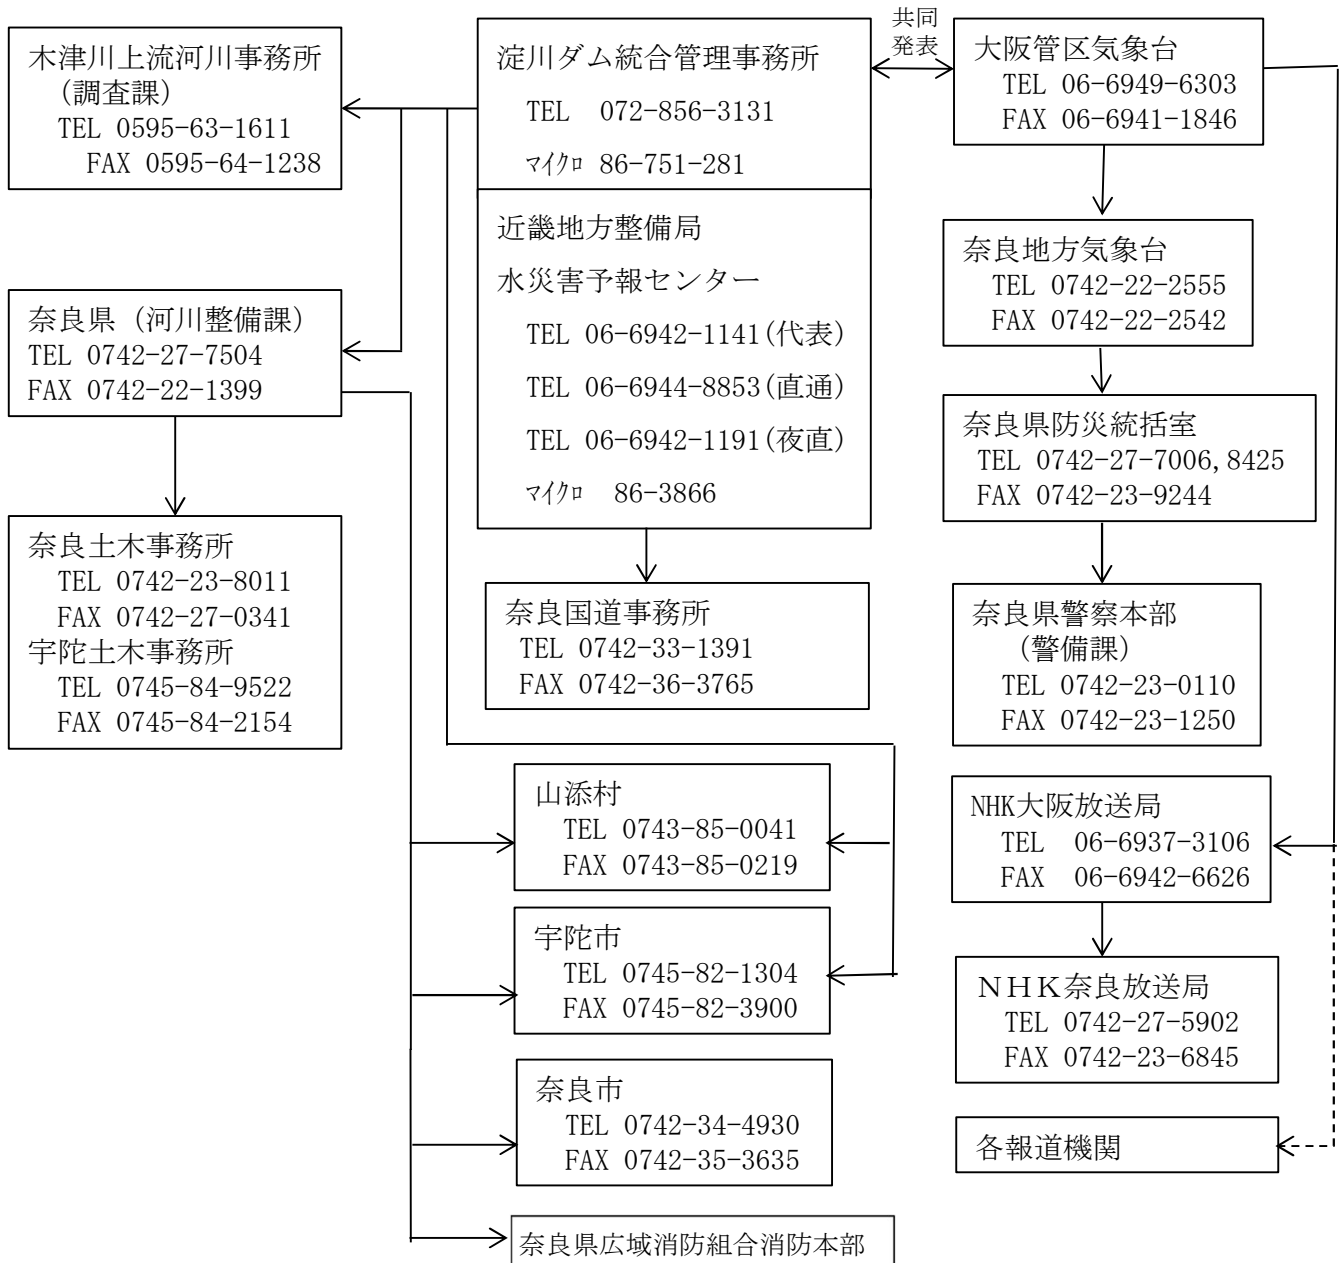 木津川上流河川事務所
（調査課）
TEL 0595-63-1611
FAX 0595-64-1238
奈良県（河川整備課）
TEL 0742-27-7504
FAX 0742-22-1399
奈良土木事務所
TEL 0742-23-8011
FAX 0742-27-0341
宇陀土木事務所
TEL 0745-84-9522
FAX 0745-84-2154
淀川ダム統合管理事務所
TEL 072-856-3131
ﾏｲｸﾛ 86-751-281
近畿地方整備局
水災害予報センター
TEL 06-6942-1141(代表)
TEL 06-6944-8853(直通)
TEL 06-6942-1191(夜直)
ﾏｲｸﾛ 86-3866
奈良国道事務所
TEL 0742-33-1391
FAX 0742-36-3765
山添村
TEL 0743-85-0041
FAX 0743-85-0219
宇陀市
TEL 0745-82-1304
FAX 0745-82-3900
奈良市
TEL 0742-34-4930
FAX 0742-35-3635
奈良県広域消防組合消防本部
共同
発表
大阪管区気象台
TEL 06-6949-6303
FAX 06-6941-1846
奈良地方気象台
TEL 0742-22-2555
FAX 0742-22-2542
奈良県防災統括室
TEL 0742-27-7006,8425
FAX 0742-23-9244
奈良県警察本部
（警備課）
TEL 0742-23-0110
FAX 0742-23-1250
NHK大阪放送局
TEL 06-6937-3106
FAX 06-6942-6626
ＮＨＫ奈良放送局
TEL 0742-27-5902
FAX 0742-23-6845
各報道機関